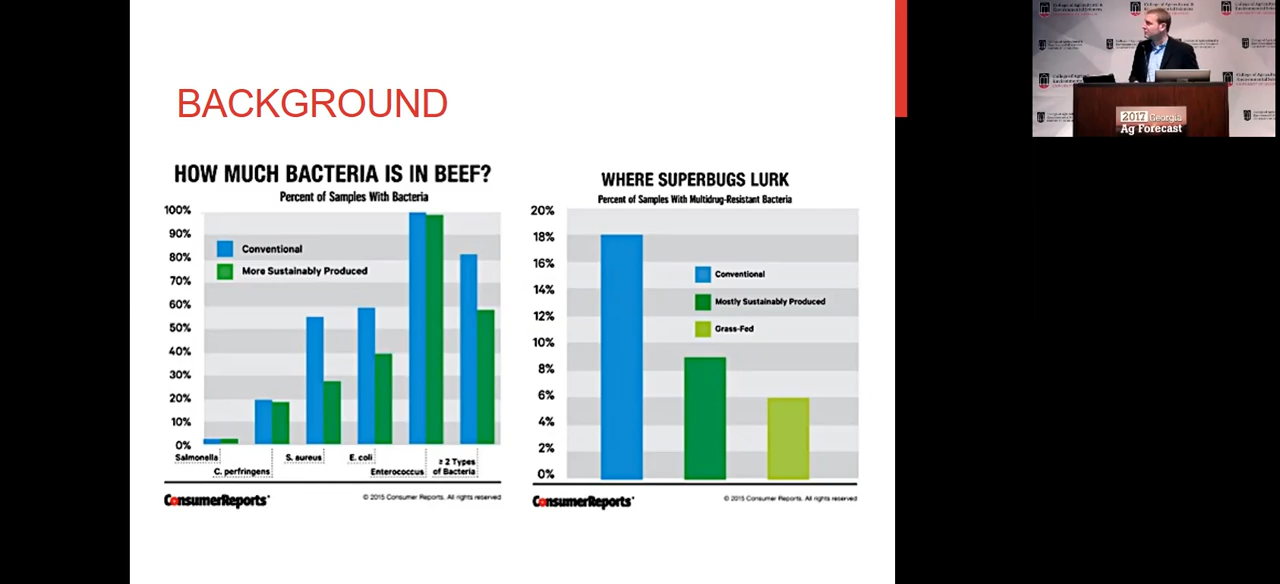 BACKGROUND
HOW MUCH BACTERIA IS IN BEEF?
Percent of Samples With Bacteria
100%
90%
80%
70%
60%
50%
40%
30%
20%
10%
0%
Conventional
More Sustainably Produced
Salmonella
C. perfringens
S. aureus
E. coli
Enterococcus
≥ 2 Types
of Bacteria
ConsumerReports
© 2015 Consumer Reports. All rights reserved
WHERE SUPERBUGS LURK
Percent of Samples With Multidrug-Resistant Bacteria
20%
18%
16%
14%
12%
10%
8%
6%
4%
2%
0%
Conventional
Mostly Sustainably Produced
Grass-Fed
ConsumerReports
© 2015 Consumer Reports. All rights reserved
2017 Georgia
Ag Forecast